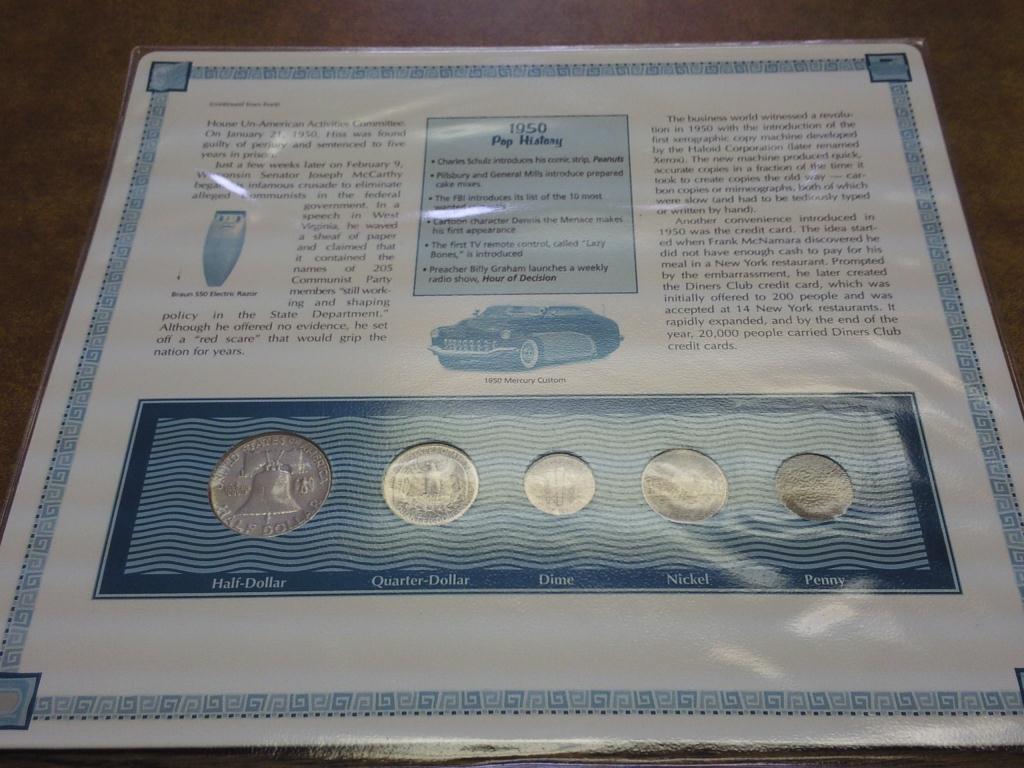 (continued from front)
House Un-American Activities Committee.
On January 21, 1950, Hiss was found
guilty of perjury and sentenced to five
years in prison.
Just a few weeks later on February 9,
Wisconsin Senator Joseph McCarthy
began his infamous crusade to eliminate
alleged communists in the federal
government. In a
speech in West
Virginia, he waved
a sheaf of paper
and claimed that
it contained the
names of 205
Communist Party
members "still work-
ing and shaping
policy in the State Department."
Although he offered no evidence, he set
off a "red scare" that would grip the
nation for years.
Braun 550 Electric Razor
1950
Pop History
• Charles Schulz introduces his comic strip, Peanuts
• Pillsbury and General Mills introduce prepared
cake mixes.
• The FBI introduces its list of the 10 most
wanted
• Cartoon character Dennis the Menace makes
his first appearance
• The first TV remote control, called "Lazy
Bones," is introduced
• Preacher Billy Graham launches a weekly
radio show, Hour of Decision
1950 Mercury Custom
The business world witnessed a revolu-
tion in 1950 with the introduction of the
first xerographic copy machine developed
by the Haloid Corporation (later renamed
Xerox). The new machine produced quick,
accurate copies in a fraction of the time it
took to create copies the old way — car-
bon copies or mimeographs, both of which
were slow (and had to be tediously typed
or written by hand).
Another convenience introduced in
1950 was the credit card. The idea start-
ed when Frank McNamara discovered he
did not have enough cash to pay for his
meal in a New York restaurant. Prompted
by the embarrassment, he later created
the Diners Club credit card, which was
initially offered to 200 people and was
accepted at 14 New York restaurants. It
rapidly expanded, and by the end of the
year, 20,000 people carried Diners Club
credit cards.
UNITED STATES OF AMERICA
HALF DOLLAR
Half-Dollar
Quarter-Dollar
Dime
Nickel
Penny